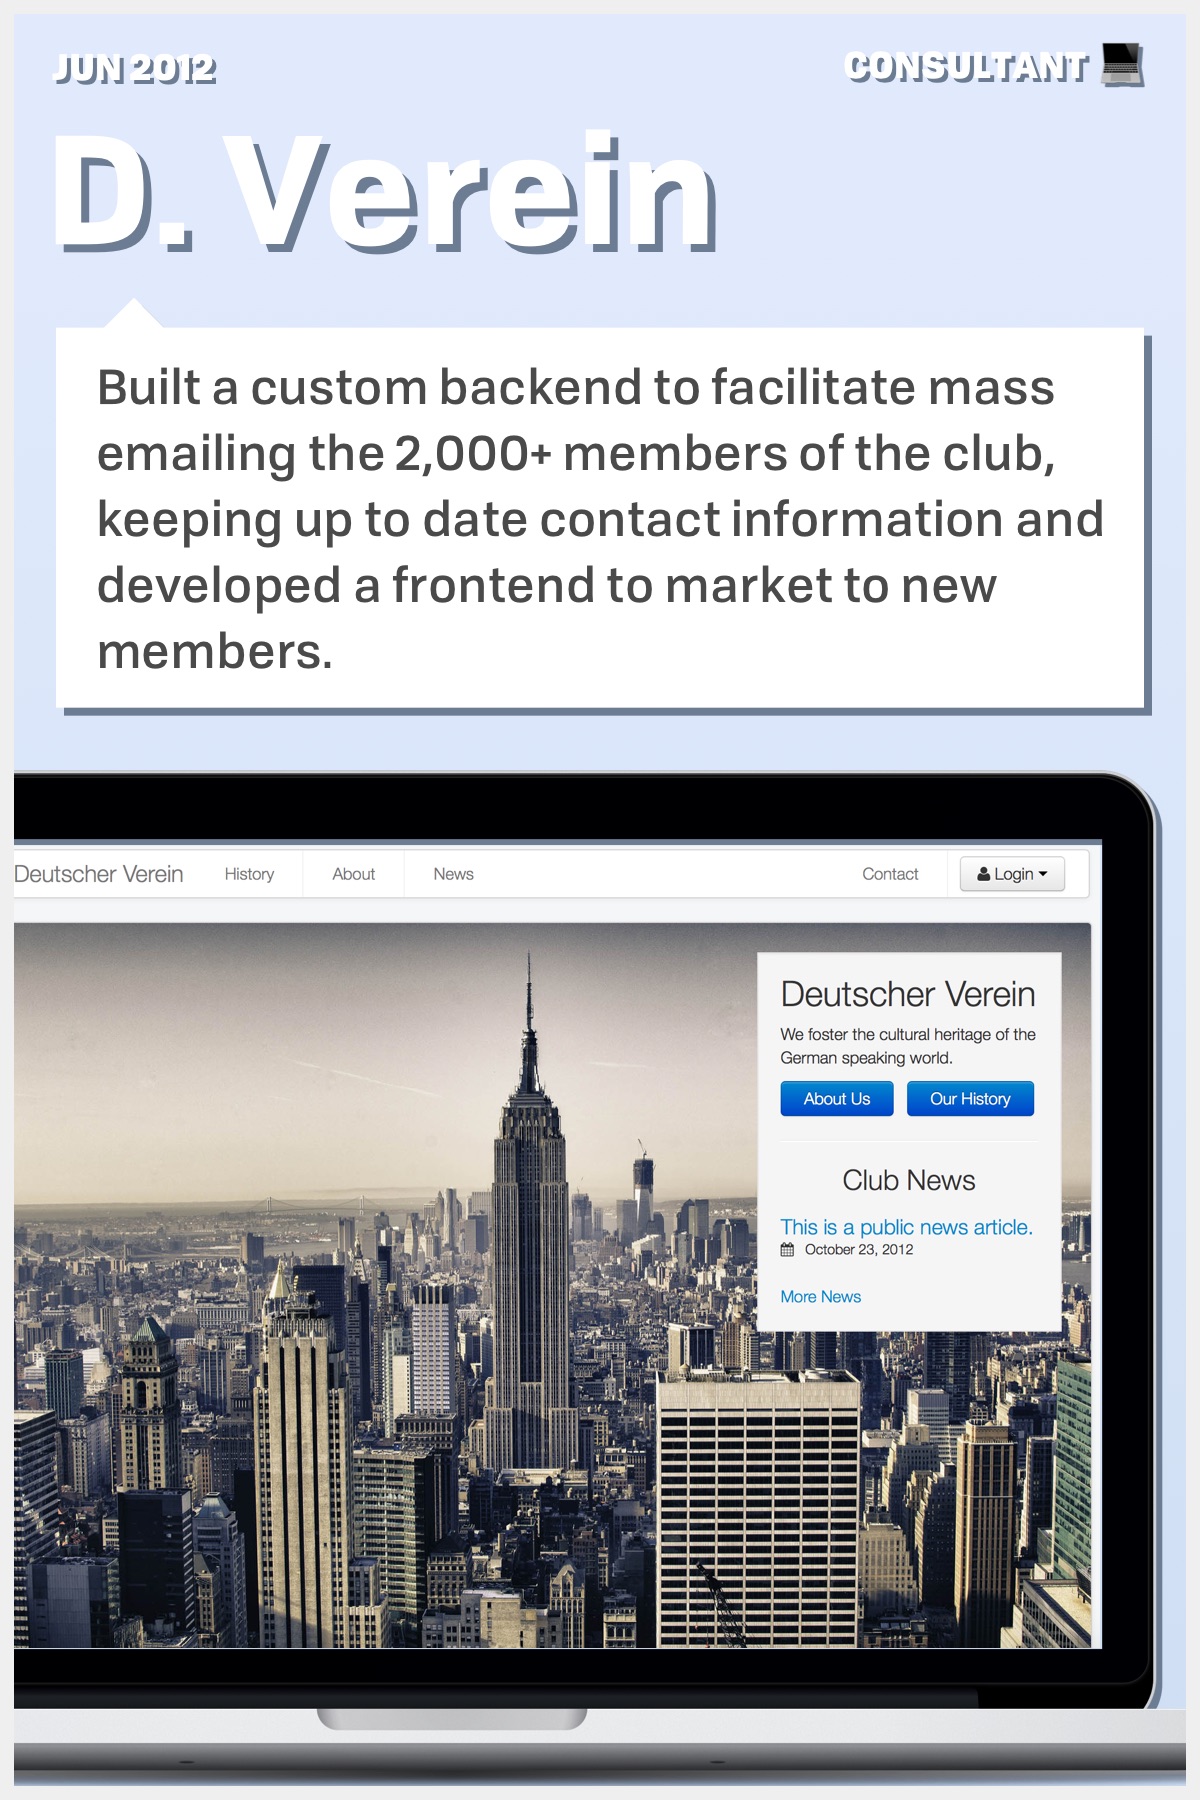 JUN 2012
CONSULTANT
D. Verein
Built a custom backend to facilitate mass
emailing the 2,000+ members of the club,
keeping up to date contact information and
developed a frontend to market to new
members.
Deutscher Verein History About News Contact Login
Deutscher Verein
We foster the cultural heritage of the
German speaking world.
About Us Our History
Club News
This is a public news article.
October 23, 2012
More News